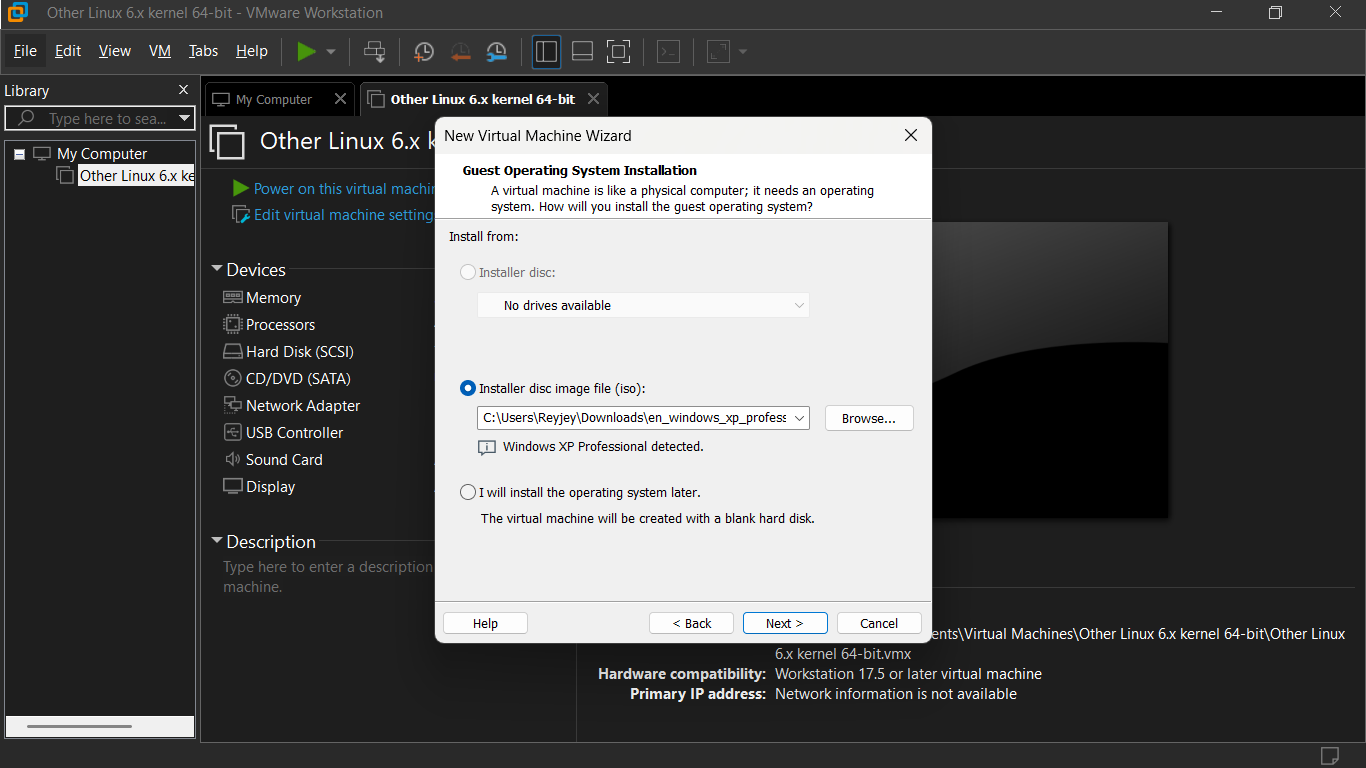 Other Linux 6.x kernel 64-bit - VMware Workstation
File Edit View VM Tabs Help
Library
Type here to sea...
My Computer
Other Linux 6.x ke
My Computer
Other Linux 6.x kernel 64-bit
Other Linux 6.x k
Power on this virtual machin
Edit virtual machine setting
Devices
Memory
Processors
Hard Disk (SCSI)
CD/DVD (SATA)
Network Adapter
USB Controller
Sound Card
Display
Description
Type here to enter a description
machine.
New Virtual Machine Wizard
Guest Operating System Installation
A virtual machine is like a physical computer; it needs an operating
system. How will you install the guest operating system?
Install from:
Installer disc:
No drives available
Installer disc image file (iso):
C:\Users\Reyjey\Downloads\en_windows_xp_profess
Browse...
Windows XP Professional detected.
I will install the operating system later.
The virtual machine will be created with a blank hard disk.
Help
< Back
Next >
Cancel
ents\Virtual Machines\Other Linux 6.x kernel 64-bit\Other Linux
6.x kernel 64-bit.vmx
Hardware compatibility: Workstation 17.5 or later virtual machine
Primary IP address: Network information is not available